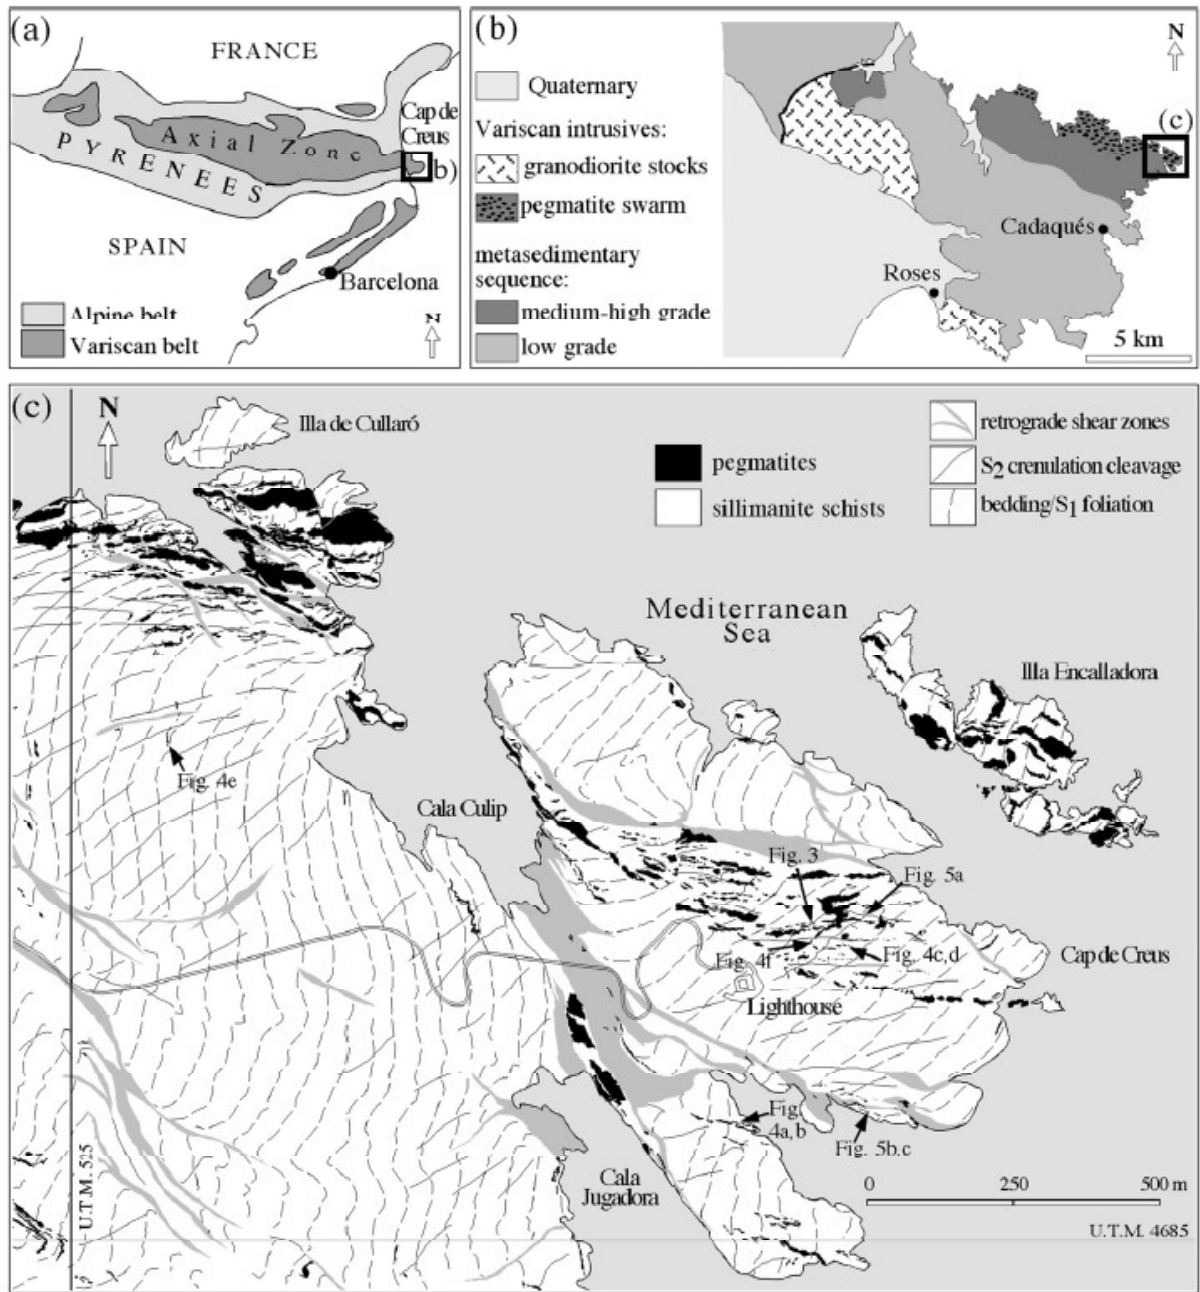 (a)
FRANCE
Cap de
Creus
Axial Zone
b)
PYRENEES
SPAIN
Barcelona
Alpine belt
Variscan belt
N
(b)
N
Quaternary
(c)
Variscan intrusives:
granodiorite stocks
pegmatite swarm
Cadaqués
metasedimentary
sequence:
Roses
medium-high grade
low grade
5 km
(c)
N
Illa de Cullaró
retrograde shear zones
pegmatites
S2 crenulation cleavage
sillimanite schists
bedding/S1 foliation
Mediterranean
Sea
Illa Encalladora
Fig. 4e
Cala Culip
Fig. 3
Fig. 5a
Fig. 4f
Fig. 4c,d
Cap de Creus
Lighthouse
Fig.
4a,b
Fig. 5b.c
U.T.M. 525
Cala
Jugadora
0 250 500 m
U.T.M. 4685